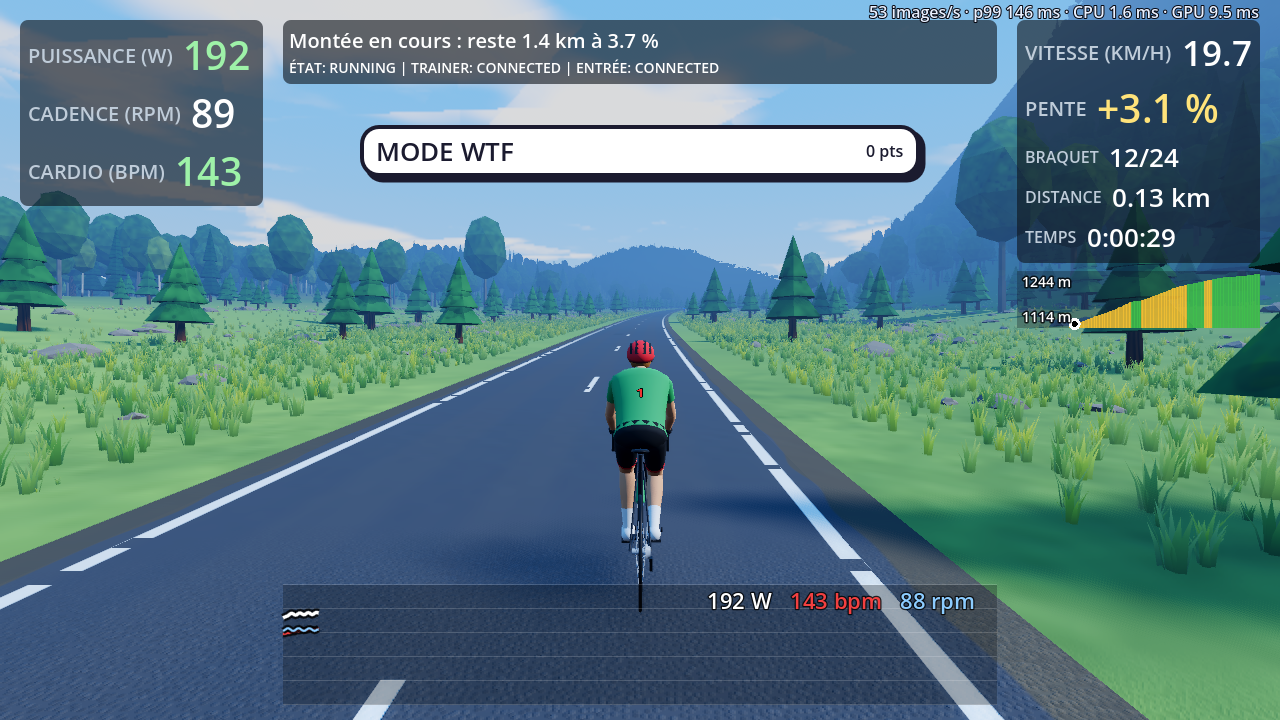 53 images/s · p99 146 ms · CPU 1.6 ms · GPU 9.5 ms
PUISSANCE (W) 192
CADENCE (RPM) 89
CARDIO (BPM) 143
Montée en cours : reste 1.4 km à 3.7 %
ÉTAT: RUNNING | TRAINER: CONNECTED | ENTRÉE: CONNECTED
MODE WTF 0 pts
VITESSE (KM/H) 19.7
PENTE +3.1 %
BRAQUET 12/24
DISTANCE 0.13 km
TEMPS 0:00:29
1244 m
1114 m
1
192 W 143 bpm 88 rpm